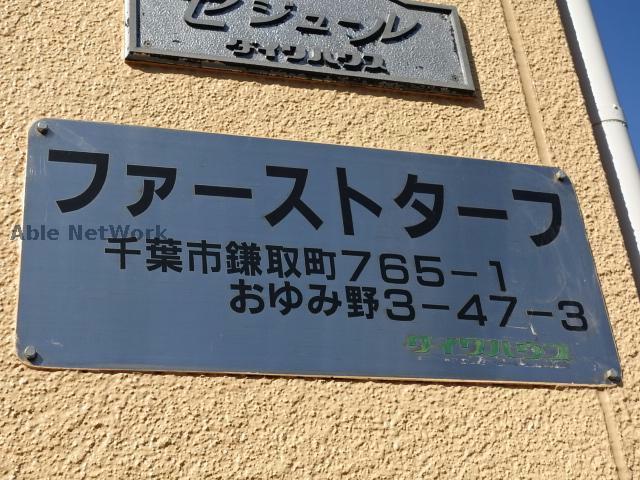 セジュール
ダイワハウス
ファーストターフ
Able NetWork
千葉市鎌取町765-1
おゆみ野3-47-3
ダイワハウス